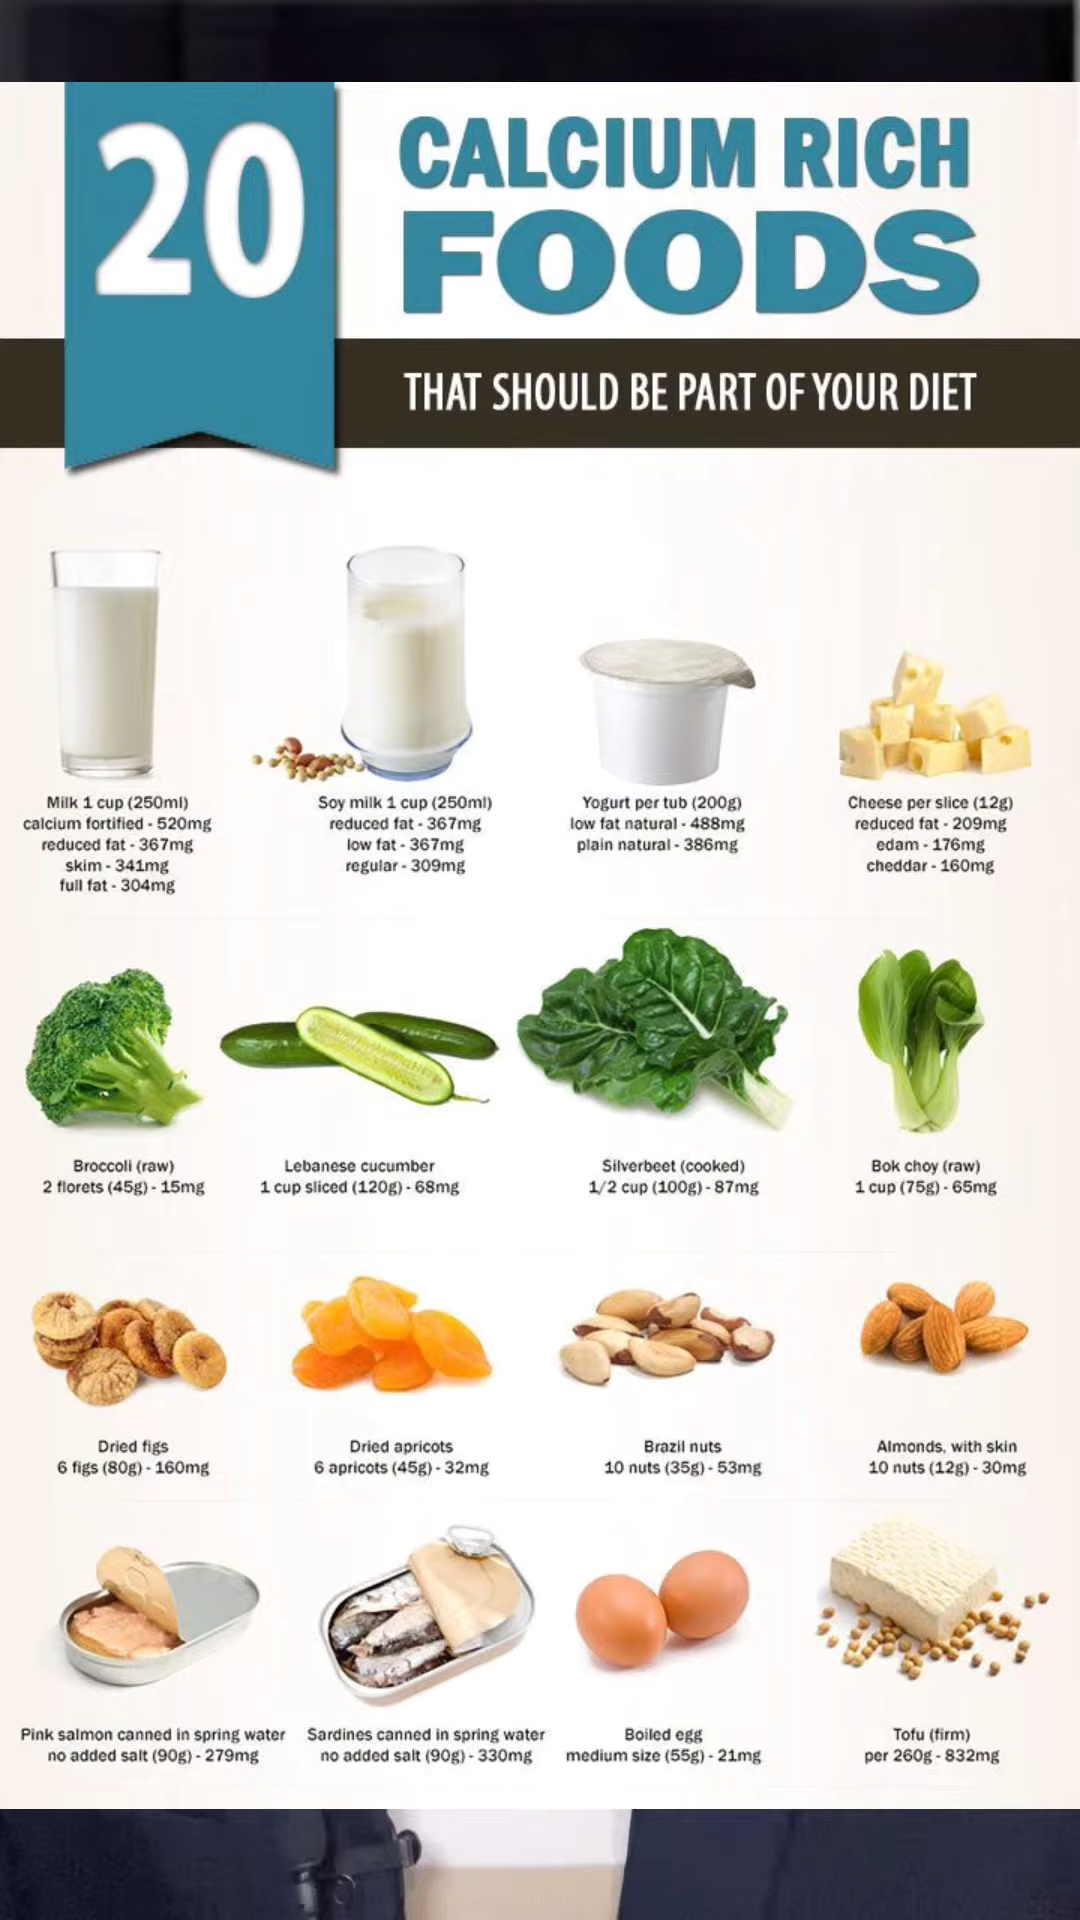 20
CALCIUM RICH
FOODS
THAT SHOULD BE PART OF YOUR DIET
Milk 1 cup (250ml)
calcium fortified - 520mg
reduced fat - 367mg
skim - 341mg
full fat - 304mg
Soy milk 1 cup (250ml)
reduced fat - 367mg
low fat - 367mg
regular - 309mg
Yogurt per tub (200g)
low fat natural - 488mg
plain natural - 386mg
Cheese per slice (12g)
reduced fat - 209mg
edam - 176mg
cheddar - 160mg
Broccoli (raw)
2 florets (45g) - 15mg
Lebanese cucumber
1 cup sliced (120g) - 68mg
Silverbeet (cooked)
1/2 cup (100g) - 87mg
Bok choy (raw)
1 cup (75g) - 65mg
Dried figs
6 figs (80g) - 160mg
Dried apricots
6 apricots (45g) - 32mg
Brazil nuts
10 nuts (35g) - 53mg
Almonds, with skin
10 nuts (12g) - 30mg
Pink salmon canned in spring water
no added salt (90g) - 279mg
Sardines canned in spring water
no added salt (90g) - 330mg
Boiled egg
medium size (55g) - 21mg
Tofu (firm)
per 260g - 832mg